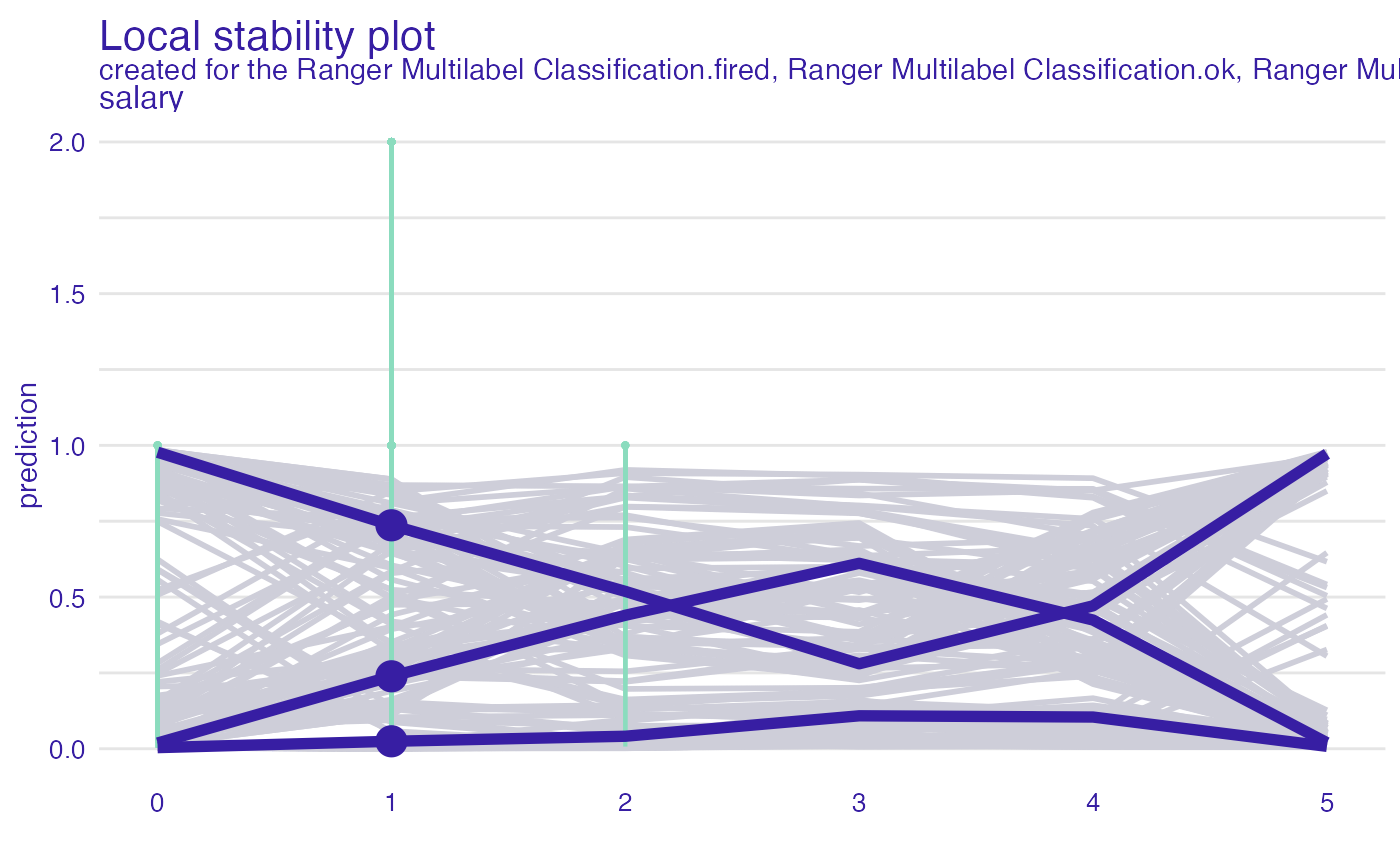 Local stability plot
created for the Ranger Multilabel Classification.fired, Ranger Multilabel Classification.ok, Ranger Mul
salary
2.0
1.5
1.0
0.5
0.0
prediction
0 1 2 3 4 5